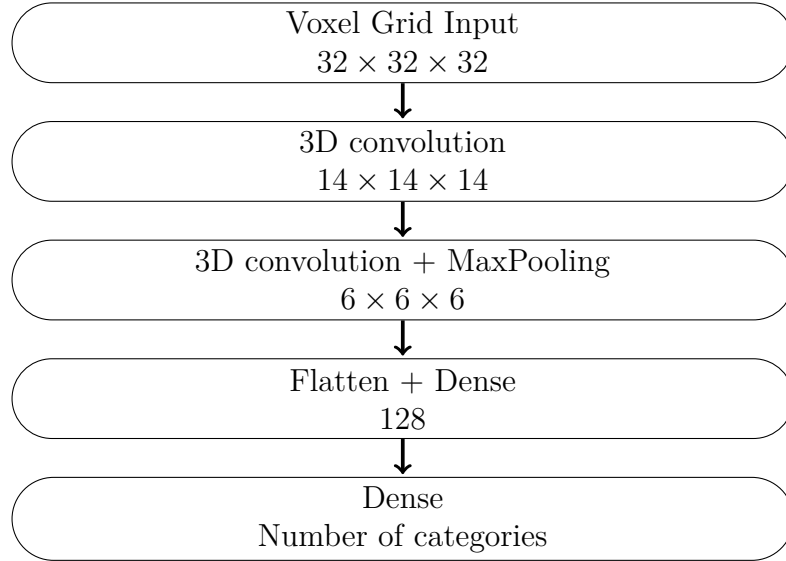 Voxel Grid Input
32 × 32 × 32
3D convolution
14 × 14 × 14
3D convolution + MaxPooling
6 × 6 × 6
Flatten + Dense
128
Dense
Number of categories